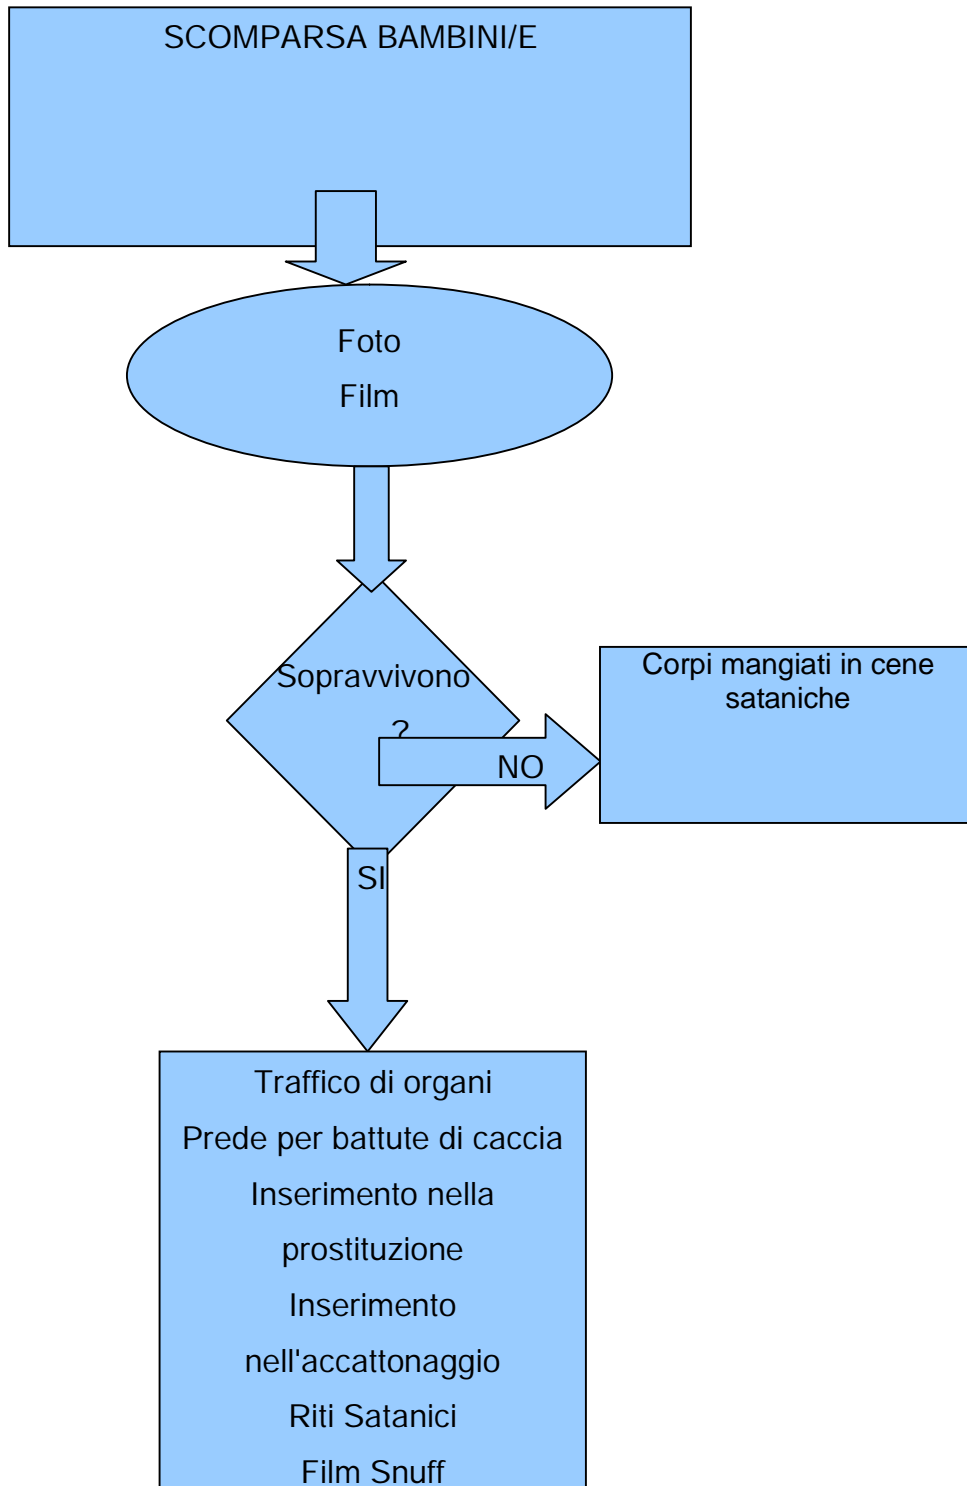 SCOMPARSA BAMBINI/E
Foto
Film
Sopravvivono
?
NO
Corpi mangiati in cene
sataniche
SI
Traffico di organi
Prede per battute di caccia
Inserimento nella
prostituzione
Inserimento
nell'accattonaggio
Riti Satanici
Film Snuff